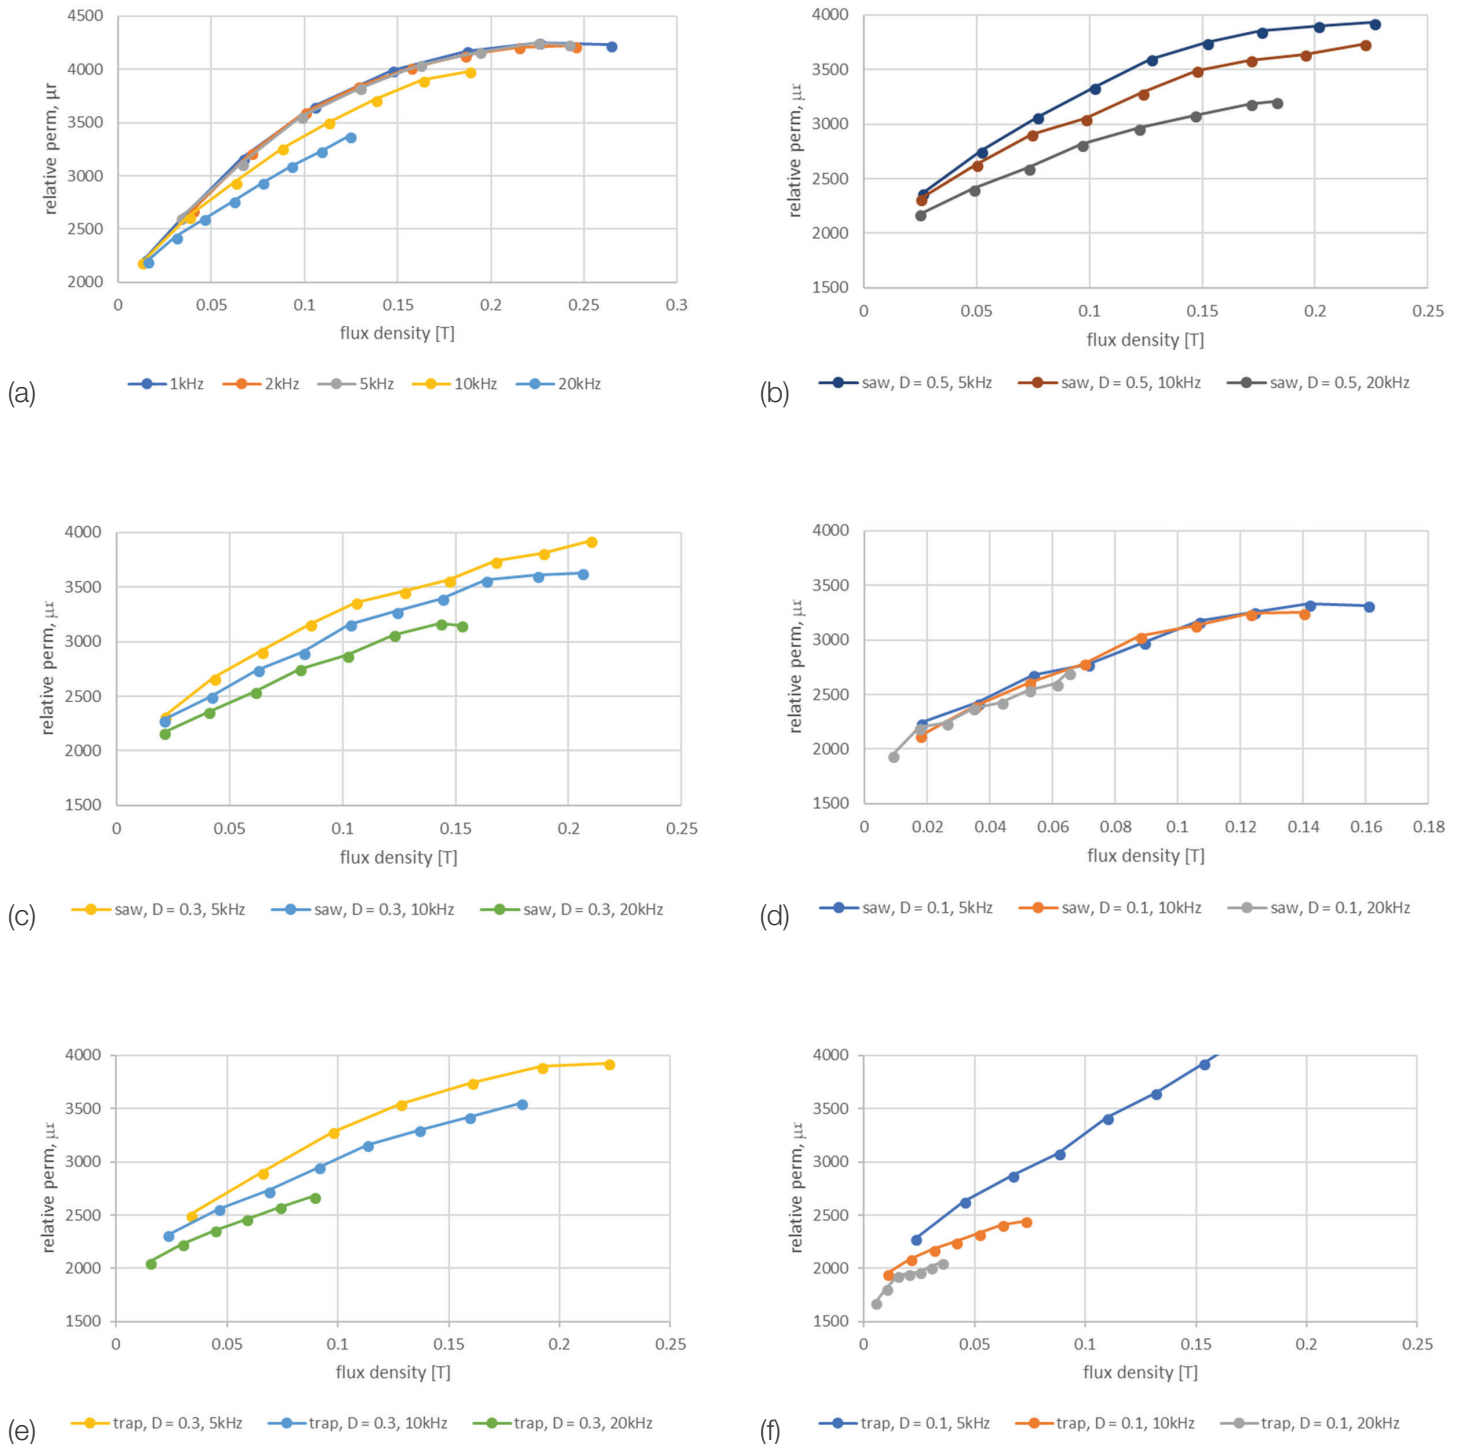 4500
4000
3500
3000
2500
2000
relative perm, μr
0 0.05 0.1 0.15 0.2 0.25 0.3
flux density [T]
1kHz 2kHz 5kHz 10kHz 20kHz
(a)
4000
3500
3000
2500
2000
1500
relative perm, μr
0 0.05 0.1 0.15 0.2 0.25
flux density [T]
saw, D = 0.5, 5kHz saw, D = 0.5, 10kHz saw, D = 0.5, 20kHz
(b)
4000
3500
3000
2500
2000
1500
relative perm, μr
0 0.05 0.1 0.15 0.2 0.25
flux density [T]
saw, D = 0.3, 5kHz saw, D = 0.3, 10kHz saw, D = 0.3, 20kHz
(c)
4000
3500
3000
2500
2000
1500
relative perm, μr
0 0.02 0.04 0.06 0.08 0.1 0.12 0.14 0.16 0.18
flux density [T]
saw, D = 0.1, 5kHz saw, D = 0.1, 10kHz saw, D = 0.1, 20kHz
(d)
4000
3500
3000
2500
2000
1500
relative perm, μr
0 0.05 0.1 0.15 0.2 0.25
flux density [T]
trap, D = 0.3, 5kHz trap, D = 0.3, 10kHz trap, D = 0.3, 20kHz
(e)
4000
3500
3000
2500
2000
1500
relative perm, μr
0 0.05 0.1 0.15 0.2 0.25
flux density [T]
trap, D = 0.1, 5kHz trap, D = 0.1, 10kHz trap, D = 0.1, 20kHz
(f)